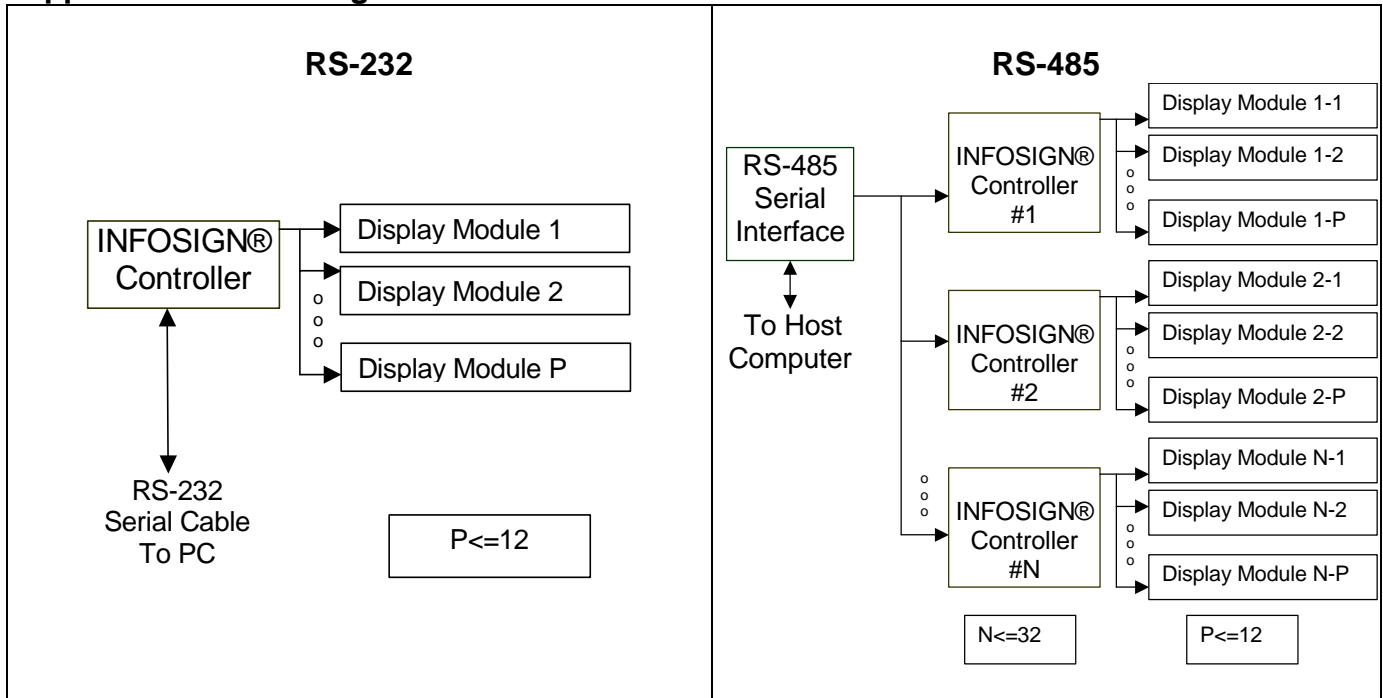 RS-232
INFOSIGN®
Controller
Display Module 1
Display Module 2
o
o
o
Display Module P
RS-232
Serial Cable
To PC
P<=12
RS-485
RS-485
Serial
Interface
To Host
Computer
INFOSIGN®
Controller
#1
Display Module 1-1
Display Module 1-2
o
o
o
Display Module 1-P
INFOSIGN®
Controller
#2
Display Module 2-1
Display Module 2-2
o
o
o
Display Module 2-P
o
o
o
INFOSIGN®
Controller
#N
Display Module N-1
Display Module N-2
o
o
o
Display Module N-P
N<=32
P<=12